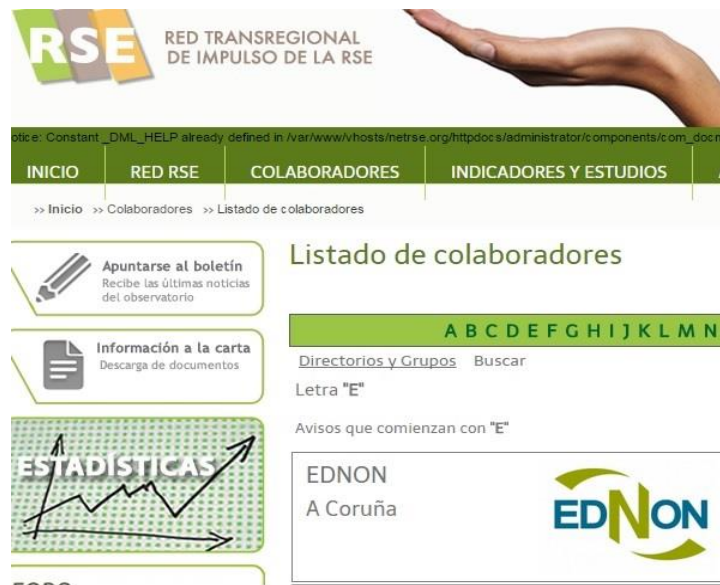 RSE
RED TRANSREGIONAL
DE IMPULSO DE LA RSE
otice: Constant _DML_HELP already defined in /var/www/vhosts/netrse.org/httpdocs/administrator/components/com_docm
INICIO RED RSE COLABORADORES INDICADORES Y ESTUDIOS
>> Inicio >> Colaboradores >> Listado de colaboradores
Apuntarse al boletín
Recibe las últimas noticias
del observatorio
Información a la carta
Descarga de documentos
ESTADÍSTICAS
FORO
Listado de colaboradores
A B C D E F G H I J K L M N
Directorios y Grupos Buscar
Letra "E"
Avisos que comienzan con "E"
EDNON
A Coruña
EDNON